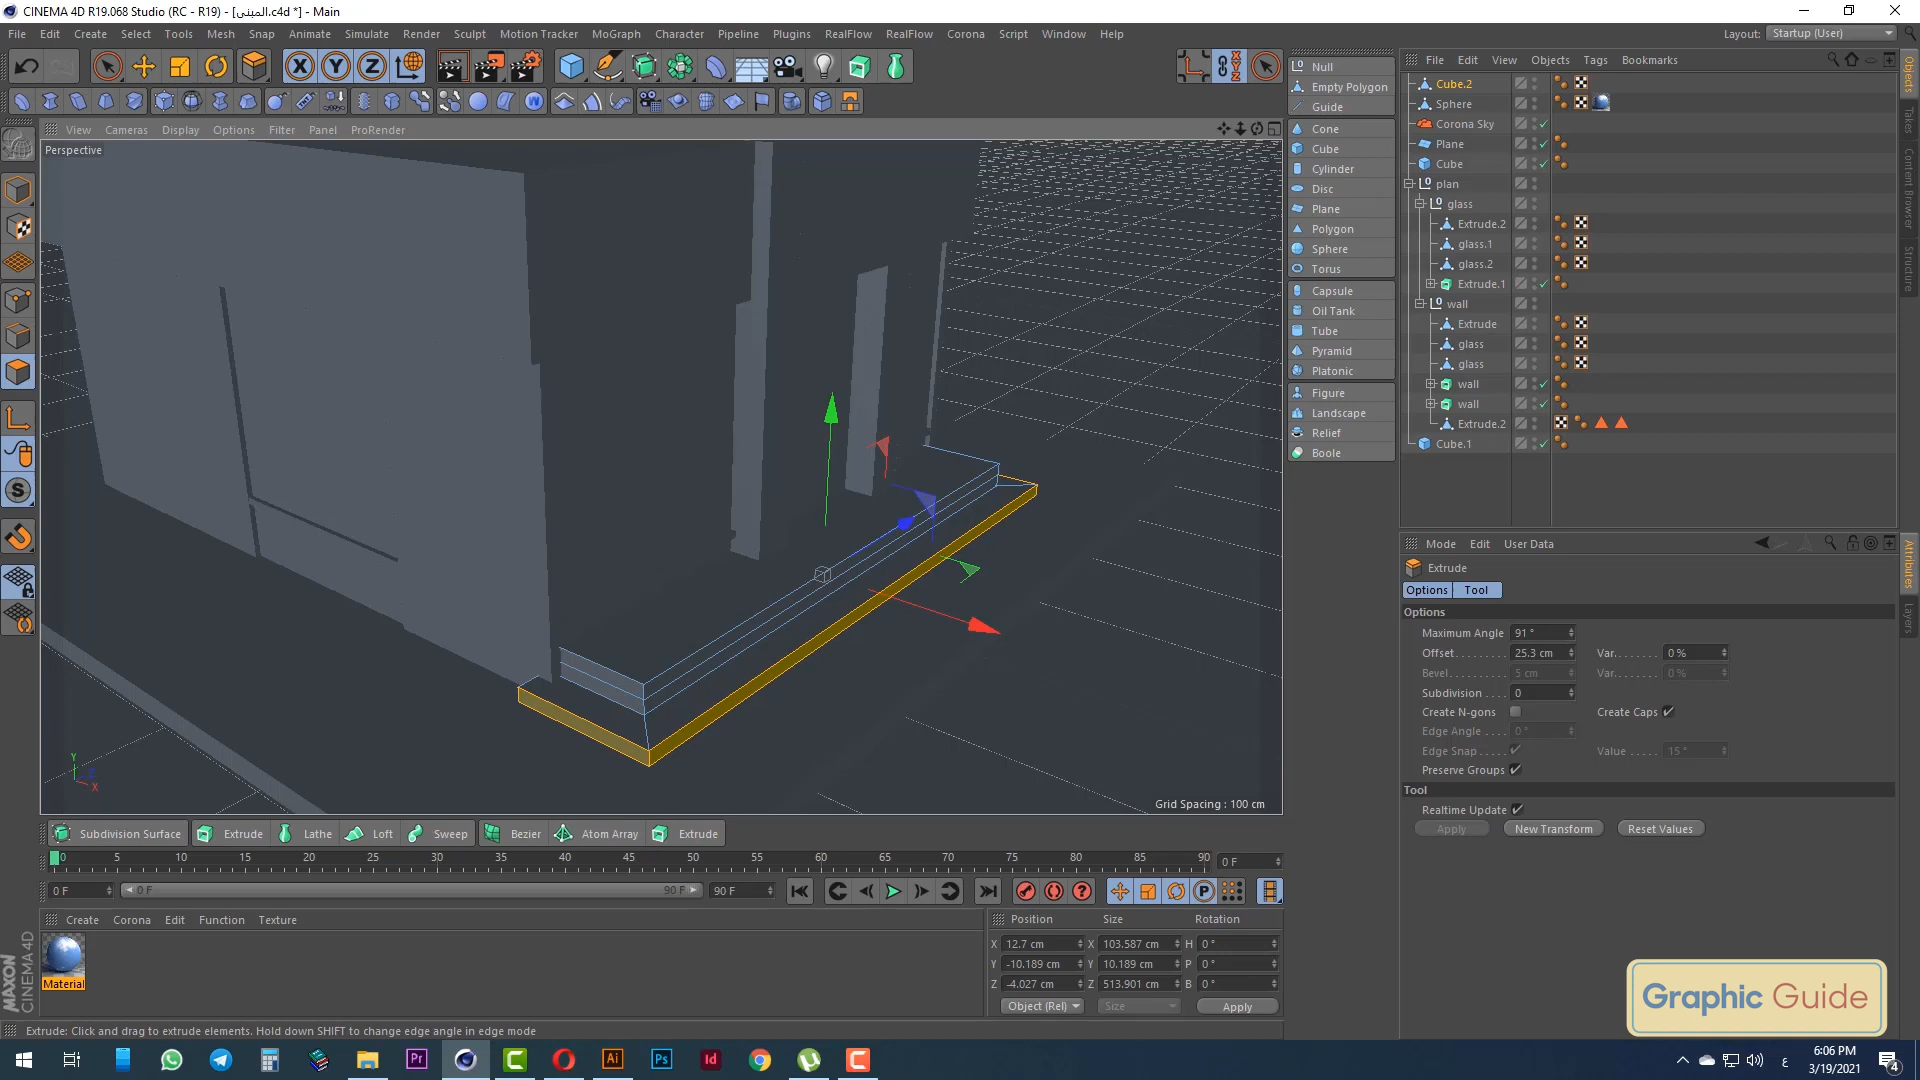 CINEMA 4D R19.068 Studio (RC - R19) - [المبنى.c4d *] - Main
File Edit Create Select Tools Mesh Snap Animate Simulate Render Sculpt Motion Tracker MoGraph Character Pipeline Plugins RealFlow RealFlow Corona Script Window Help
Layout: Startup (User)
View Cameras Display Options Filter Panel ProRender
Perspective
Grid Spacing : 100 cm
Null
Empty Polygon
Guide
Cone
Cube
Cylinder
Disc
Plane
Polygon
Sphere
Torus
Capsule
Oil Tank
Tube
Pyramid
Platonic
Figure
Landscape
Relief
Boole
File Edit View Objects Tags Bookmarks
Cube.2
Sphere
Corona Sky
Plane
Cube
plan
glass
Extrude.2
glass.1
glass.2
Extrude.1
wall
Extrude
glass
glass
wall
wall
Extrude.2
Cube.1
Objects
Takes
Content Browser
Structure
Mode Edit User Data
Extrude
Options Tool
Options
Maximum Angle 91 °
Offset 25.3 cm Var. 0 %
Bevel 5 cm Var. 0 %
Subdivision 0
Create N-gons Create Caps
Edge Angle 0 °
Edge Snap Value 15 °
Preserve Groups
Tool
Realtime Update
Apply New Transform Reset Values
Attributes
Layers
Subdivision Surface Extrude Lathe Loft Sweep Bezier Atom Array Extrude
0 5 10 15 20 25 30 35 40 45 50 55 60 65 70 75 80 85 90 0 F
0 F 0 F 90 F 90 F
Create Corona Edit Function Texture
Material
Position Size Rotation
X 12.7 cm X 103.587 cm H 0 °
Y -10.189 cm Y 10.189 cm P 0 °
Z -4.027 cm Z 513.901 cm B 0 °
Object (Rel) Size Apply
MAXON CINEMA 4D
Graphic Guide
Extrude: Click and drag to extrude elements. Hold down SHIFT to change edge angle in edge mode
Pr Ai Ps Id
ع
6:06 PM
3/19/2021
4